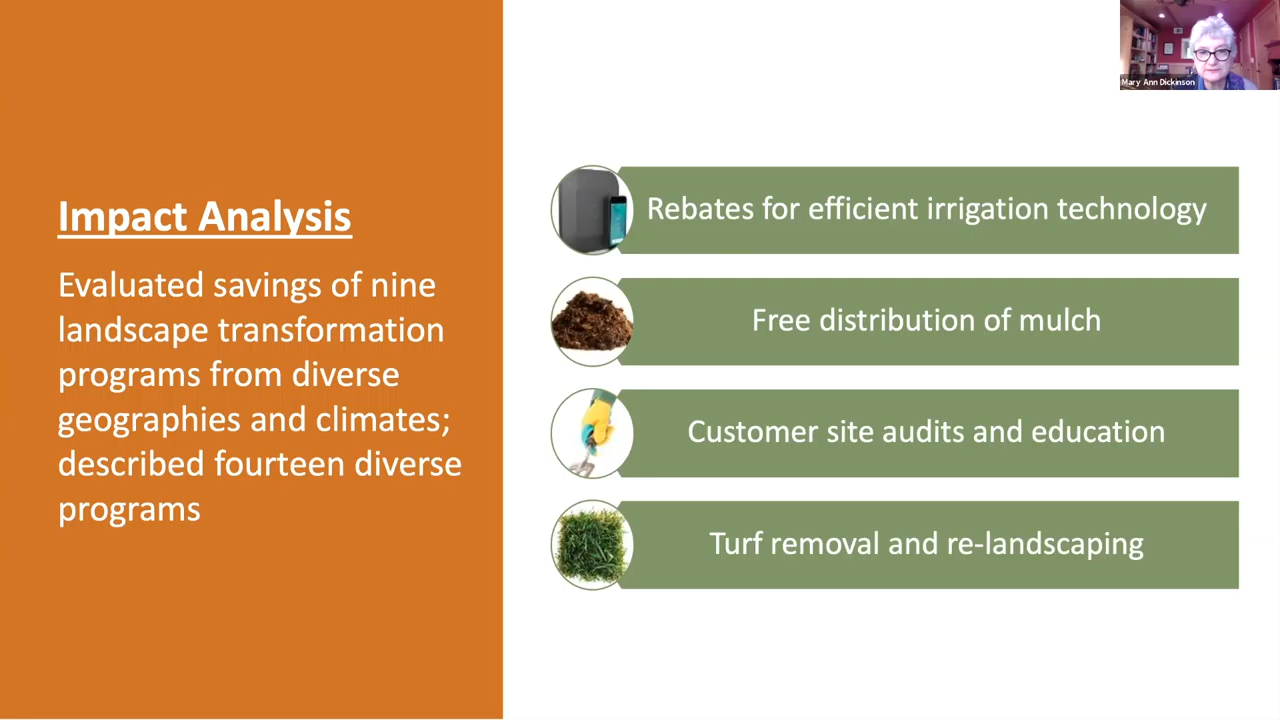 Mary Ann Dickinson
Impact Analysis
Evaluated savings of nine
landscape transformation
programs from diverse
geographies and climates;
described fourteen diverse
programs
Rebates for efficient irrigation technology
Free distribution of mulch
Customer site audits and education
Turf removal and re-landscaping